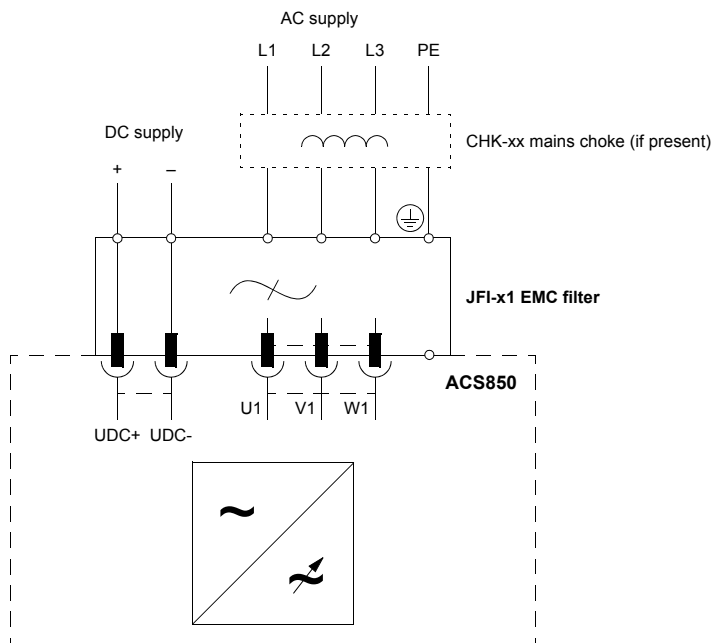 AC supply
L1 L2 L3 PE
DC supply
CHK-xx mains choke (if present)
+ –
JFI-x1 EMC filter
ACS850
U1 V1 W1
UDC+ UDC-